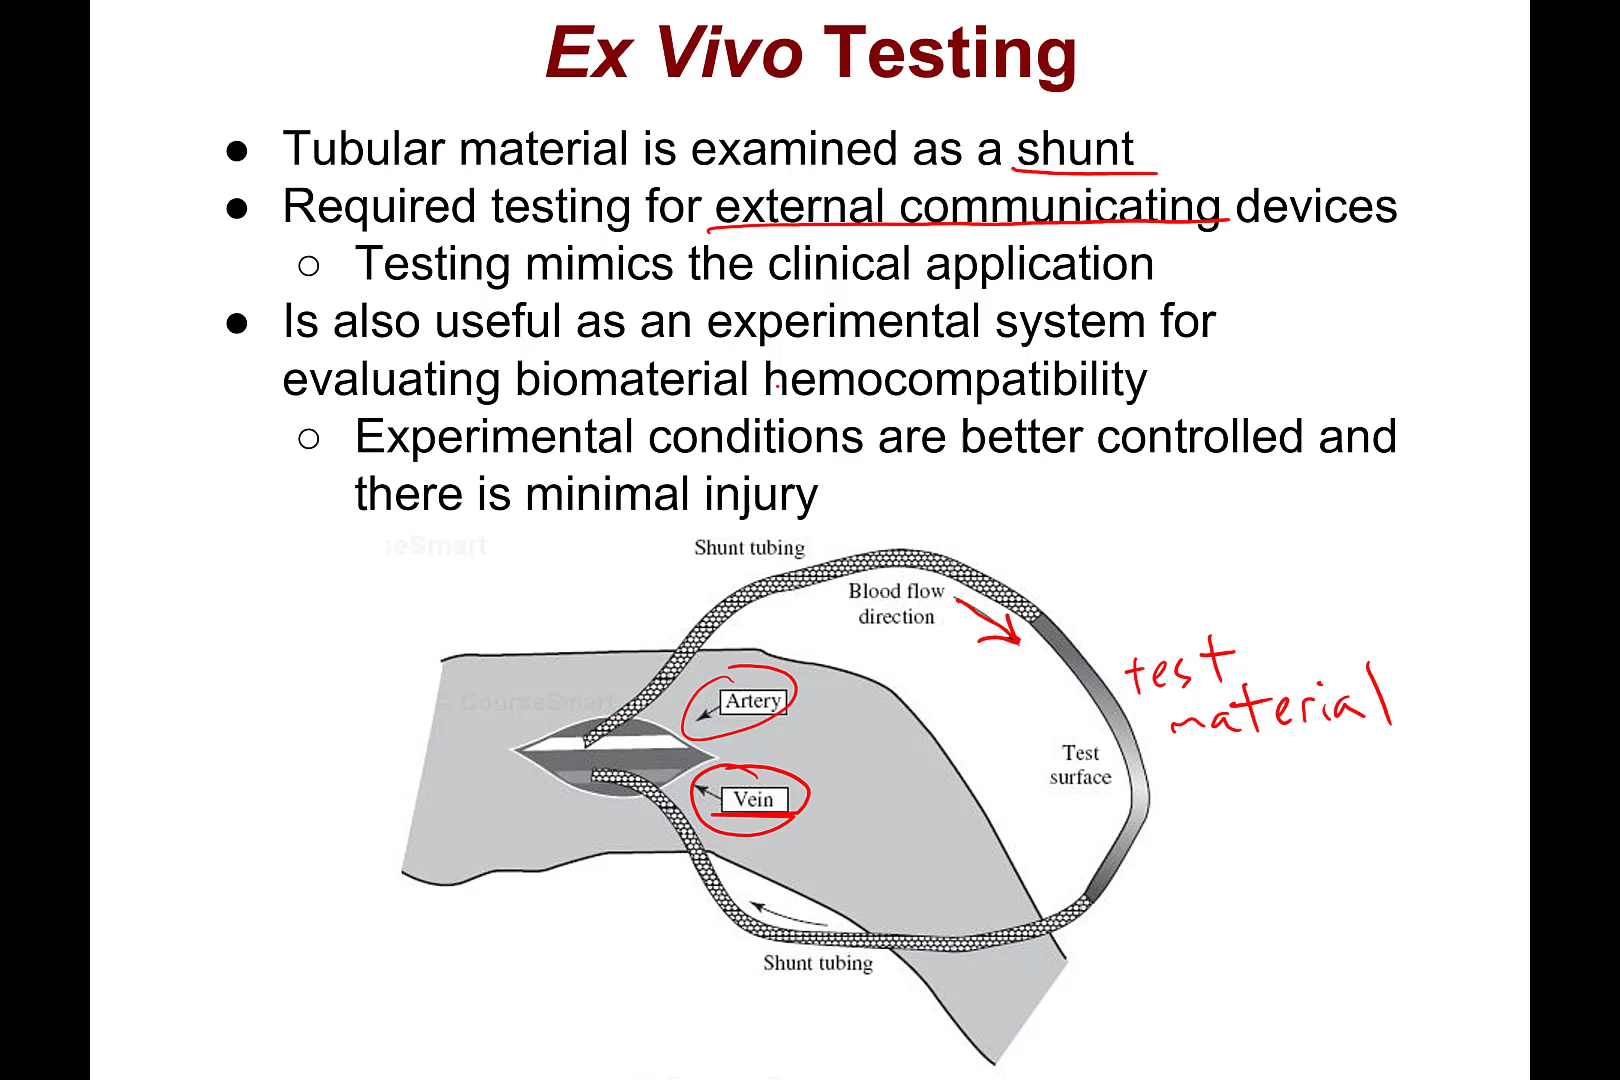 Ex Vivo Testing
● Tubular material is examined as a shunt
● Required testing for external communicating devices
○ Testing mimics the clinical application
● Is also useful as an experimental system for
evaluating biomaterial hemocompatibility
○ Experimental conditions are better controlled and
there is minimal injury
seSmart
Shunt tubing
Blood flow
direction
test
material
CourseSmart
Artery
Test
surface
Vein
Shunt tubing